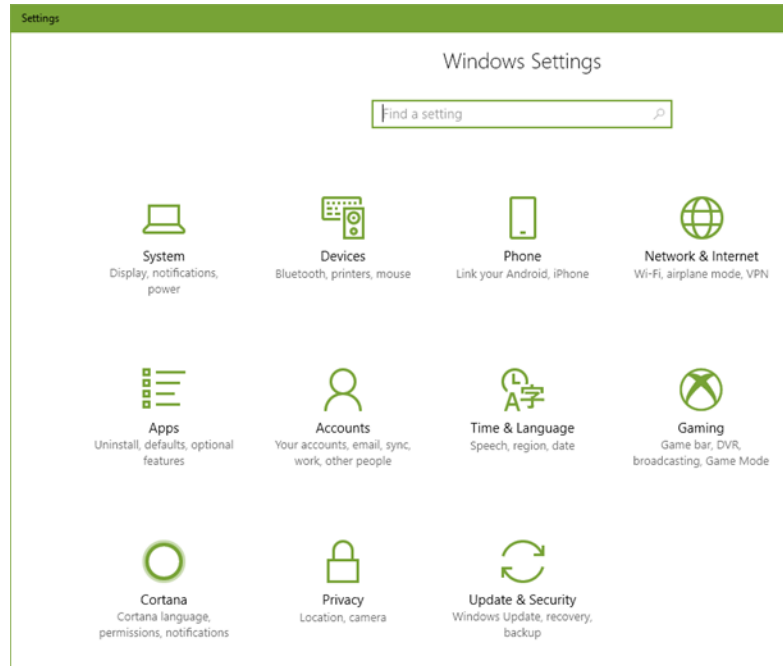 Settings
Windows Settings
Find a setting
System
Display, notifications,
power
Devices
Bluetooth, printers, mouse
Phone
Link your Android, iPhone
Network & Internet
Wi-Fi, airplane mode, VPN
Apps
Uninstall, defaults, optional
features
Accounts
Your accounts, email, sync,
work, other people
A字
Time & Language
Speech, region, date
Gaming
Game bar, DVR,
broadcasting, Game Mode
Cortana
Cortana language,
permissions, notifications
Privacy
Location, camera
Update & Security
Windows Update, recovery,
backup